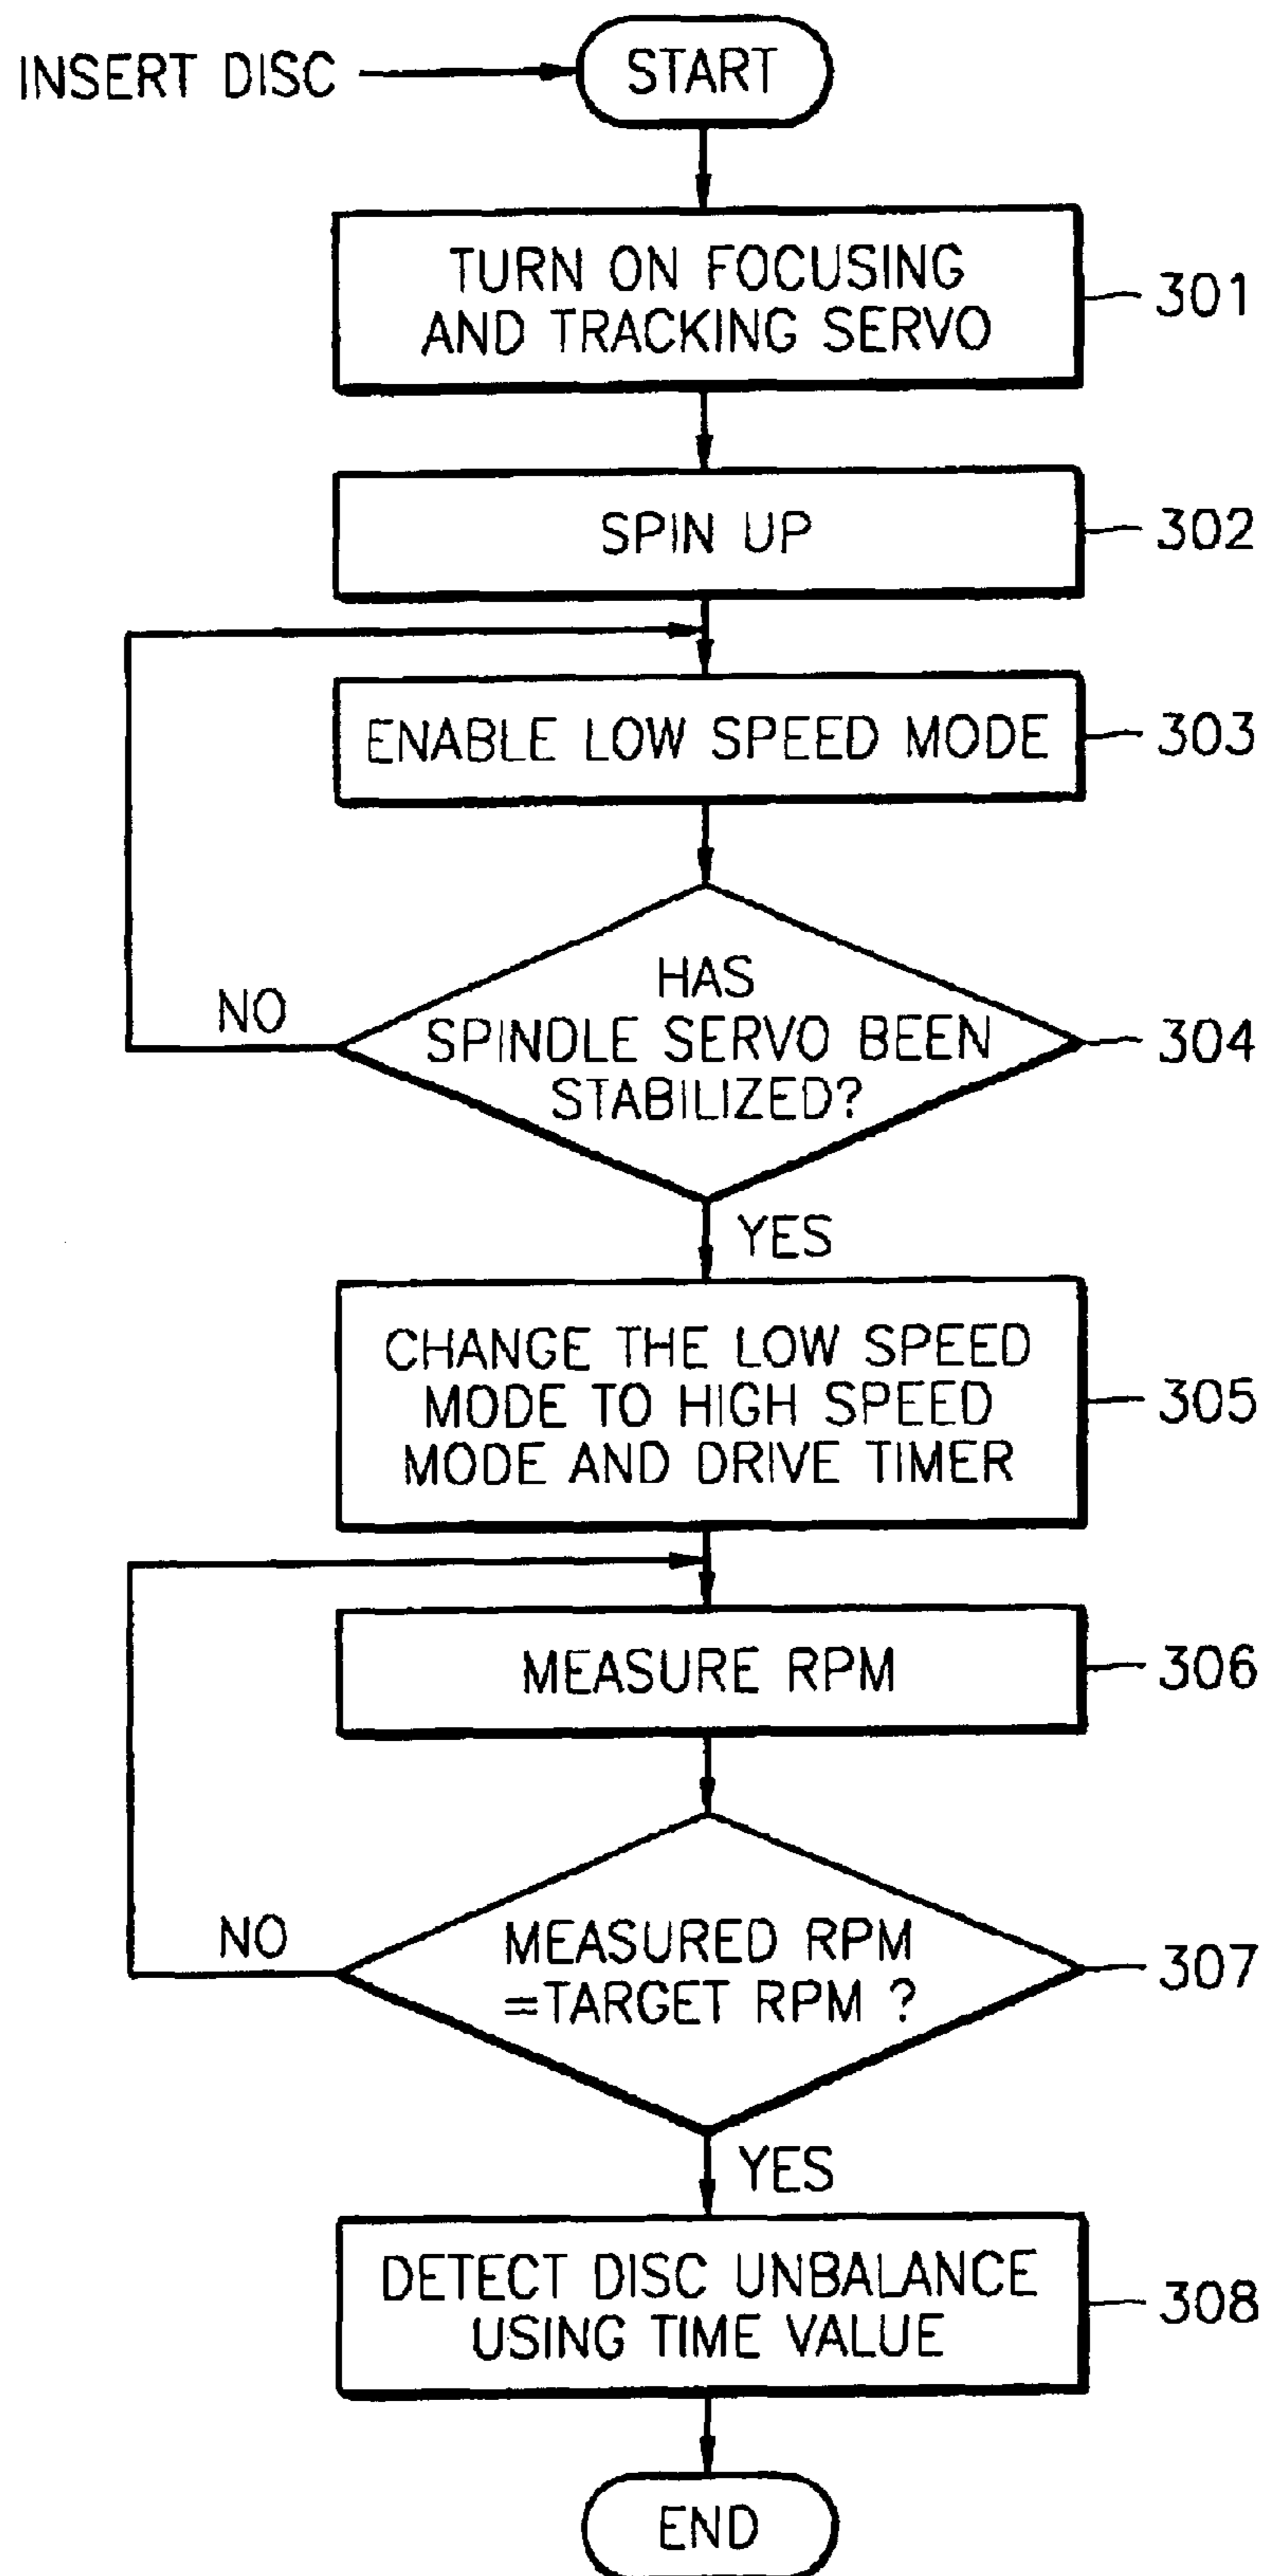 INSERT DISC
START
TURN ON FOCUSING
AND TRACKING SERVO
301
SPIN UP
302
ENABLE LOW SPEED MODE
303
HAS
SPINDLE SERVO BEEN
STABILIZED?
304
NO
YES
CHANGE THE LOW SPEED
MODE TO HIGH SPEED
MODE AND DRIVE TIMER
305
MEASURE RPM
306
MEASURED RPM
=TARGET RPM ?
307
NO
YES
DETECT DISC UNBALANCE
USING TIME VALUE
308
END